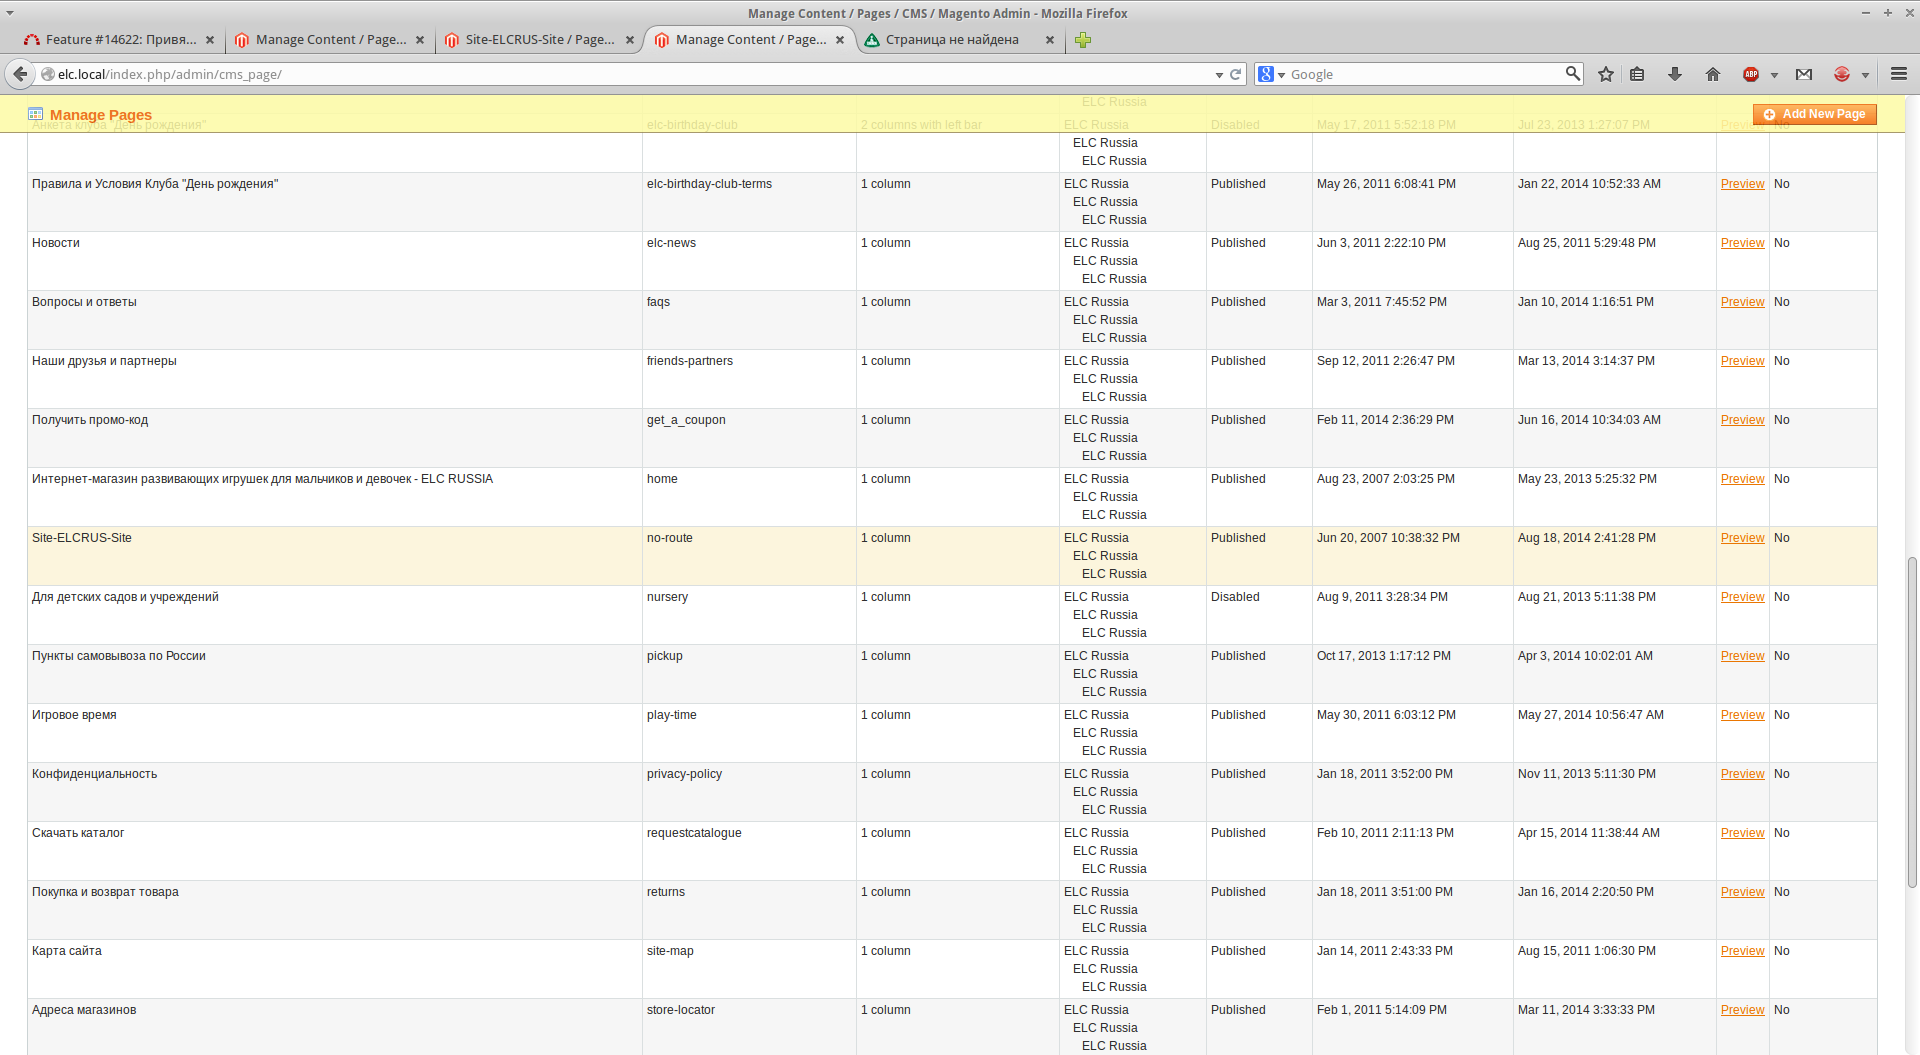 Manage Content / Pages / CMS / Magento Admin - Mozilla Firefox
Feature #14622: Привя... Manage Content / Page... Site-ELCRUS-Site / Page... Manage Content / Page... Страница не найдена
elc.local/index.php/admin/cms_page/ Google
ELC Russia
Manage Pages Add New Page
Анкета клуба "День рождения" elc-birthday-club 2 columns with left bar ELC Russia Disabled May 17, 2011 5:52:18 PM Jul 23, 2013 1:27:07 PM Preview No
ELC Russia
ELC Russia
Правила и Условия Клуба "День рождения" elc-birthday-club-terms 1 column ELC Russia Published May 26, 2011 6:08:41 PM Jan 22, 2014 10:52:33 AM Preview No
ELC Russia
ELC Russia
Новости elc-news 1 column ELC Russia Published Jun 3, 2011 2:22:10 PM Aug 25, 2011 5:29:48 PM Preview No
ELC Russia
ELC Russia
Вопросы и ответы faqs 1 column ELC Russia Published Mar 3, 2011 7:45:52 PM Jan 10, 2014 1:16:51 PM Preview No
ELC Russia
ELC Russia
Наши друзья и партнеры friends-partners 1 column ELC Russia Published Sep 12, 2011 2:26:47 PM Mar 13, 2014 3:14:37 PM Preview No
ELC Russia
ELC Russia
Получить промо-код get_a_coupon 1 column ELC Russia Published Feb 11, 2014 2:36:29 PM Jun 16, 2014 10:34:03 AM Preview No
ELC Russia
ELC Russia
Интернет-магазин развивающих игрушек для мальчиков и девочек - ELC RUSSIA home 1 column ELC Russia Published Aug 23, 2007 2:03:25 PM May 23, 2013 5:25:32 PM Preview No
ELC Russia
ELC Russia
Site-ELCRUS-Site no-route 1 column ELC Russia Published Jun 20, 2007 10:38:32 PM Aug 18, 2014 2:41:28 PM Preview No
ELC Russia
ELC Russia
Для детских садов и учреждений nursery 1 column ELC Russia Disabled Aug 9, 2011 3:28:34 PM Aug 21, 2013 5:11:38 PM Preview No
ELC Russia
ELC Russia
Пункты самовывоза по России pickup 1 column ELC Russia Published Oct 17, 2013 1:17:12 PM Apr 3, 2014 10:02:01 AM Preview No
ELC Russia
ELC Russia
Игровое время play-time 1 column ELC Russia Published May 30, 2011 6:03:12 PM May 27, 2014 10:56:47 AM Preview No
ELC Russia
ELC Russia
Конфиденциальность privacy-policy 1 column ELC Russia Published Jan 18, 2011 3:52:00 PM Nov 11, 2013 5:11:30 PM Preview No
ELC Russia
ELC Russia
Скачать каталог requestcatalogue 1 column ELC Russia Published Feb 10, 2011 2:11:13 PM Apr 15, 2014 11:38:44 AM Preview No
ELC Russia
ELC Russia
Покупка и возврат товара returns 1 column ELC Russia Published Jan 18, 2011 3:51:00 PM Jan 16, 2014 2:20:50 PM Preview No
ELC Russia
ELC Russia
Карта сайта site-map 1 column ELC Russia Published Jan 14, 2011 2:43:33 PM Aug 15, 2011 1:06:30 PM Preview No
ELC Russia
ELC Russia
Адреса магазинов store-locator 1 column ELC Russia Published Feb 1, 2011 5:14:09 PM Mar 11, 2014 3:33:33 PM Preview No
ELC Russia
ELC Russia